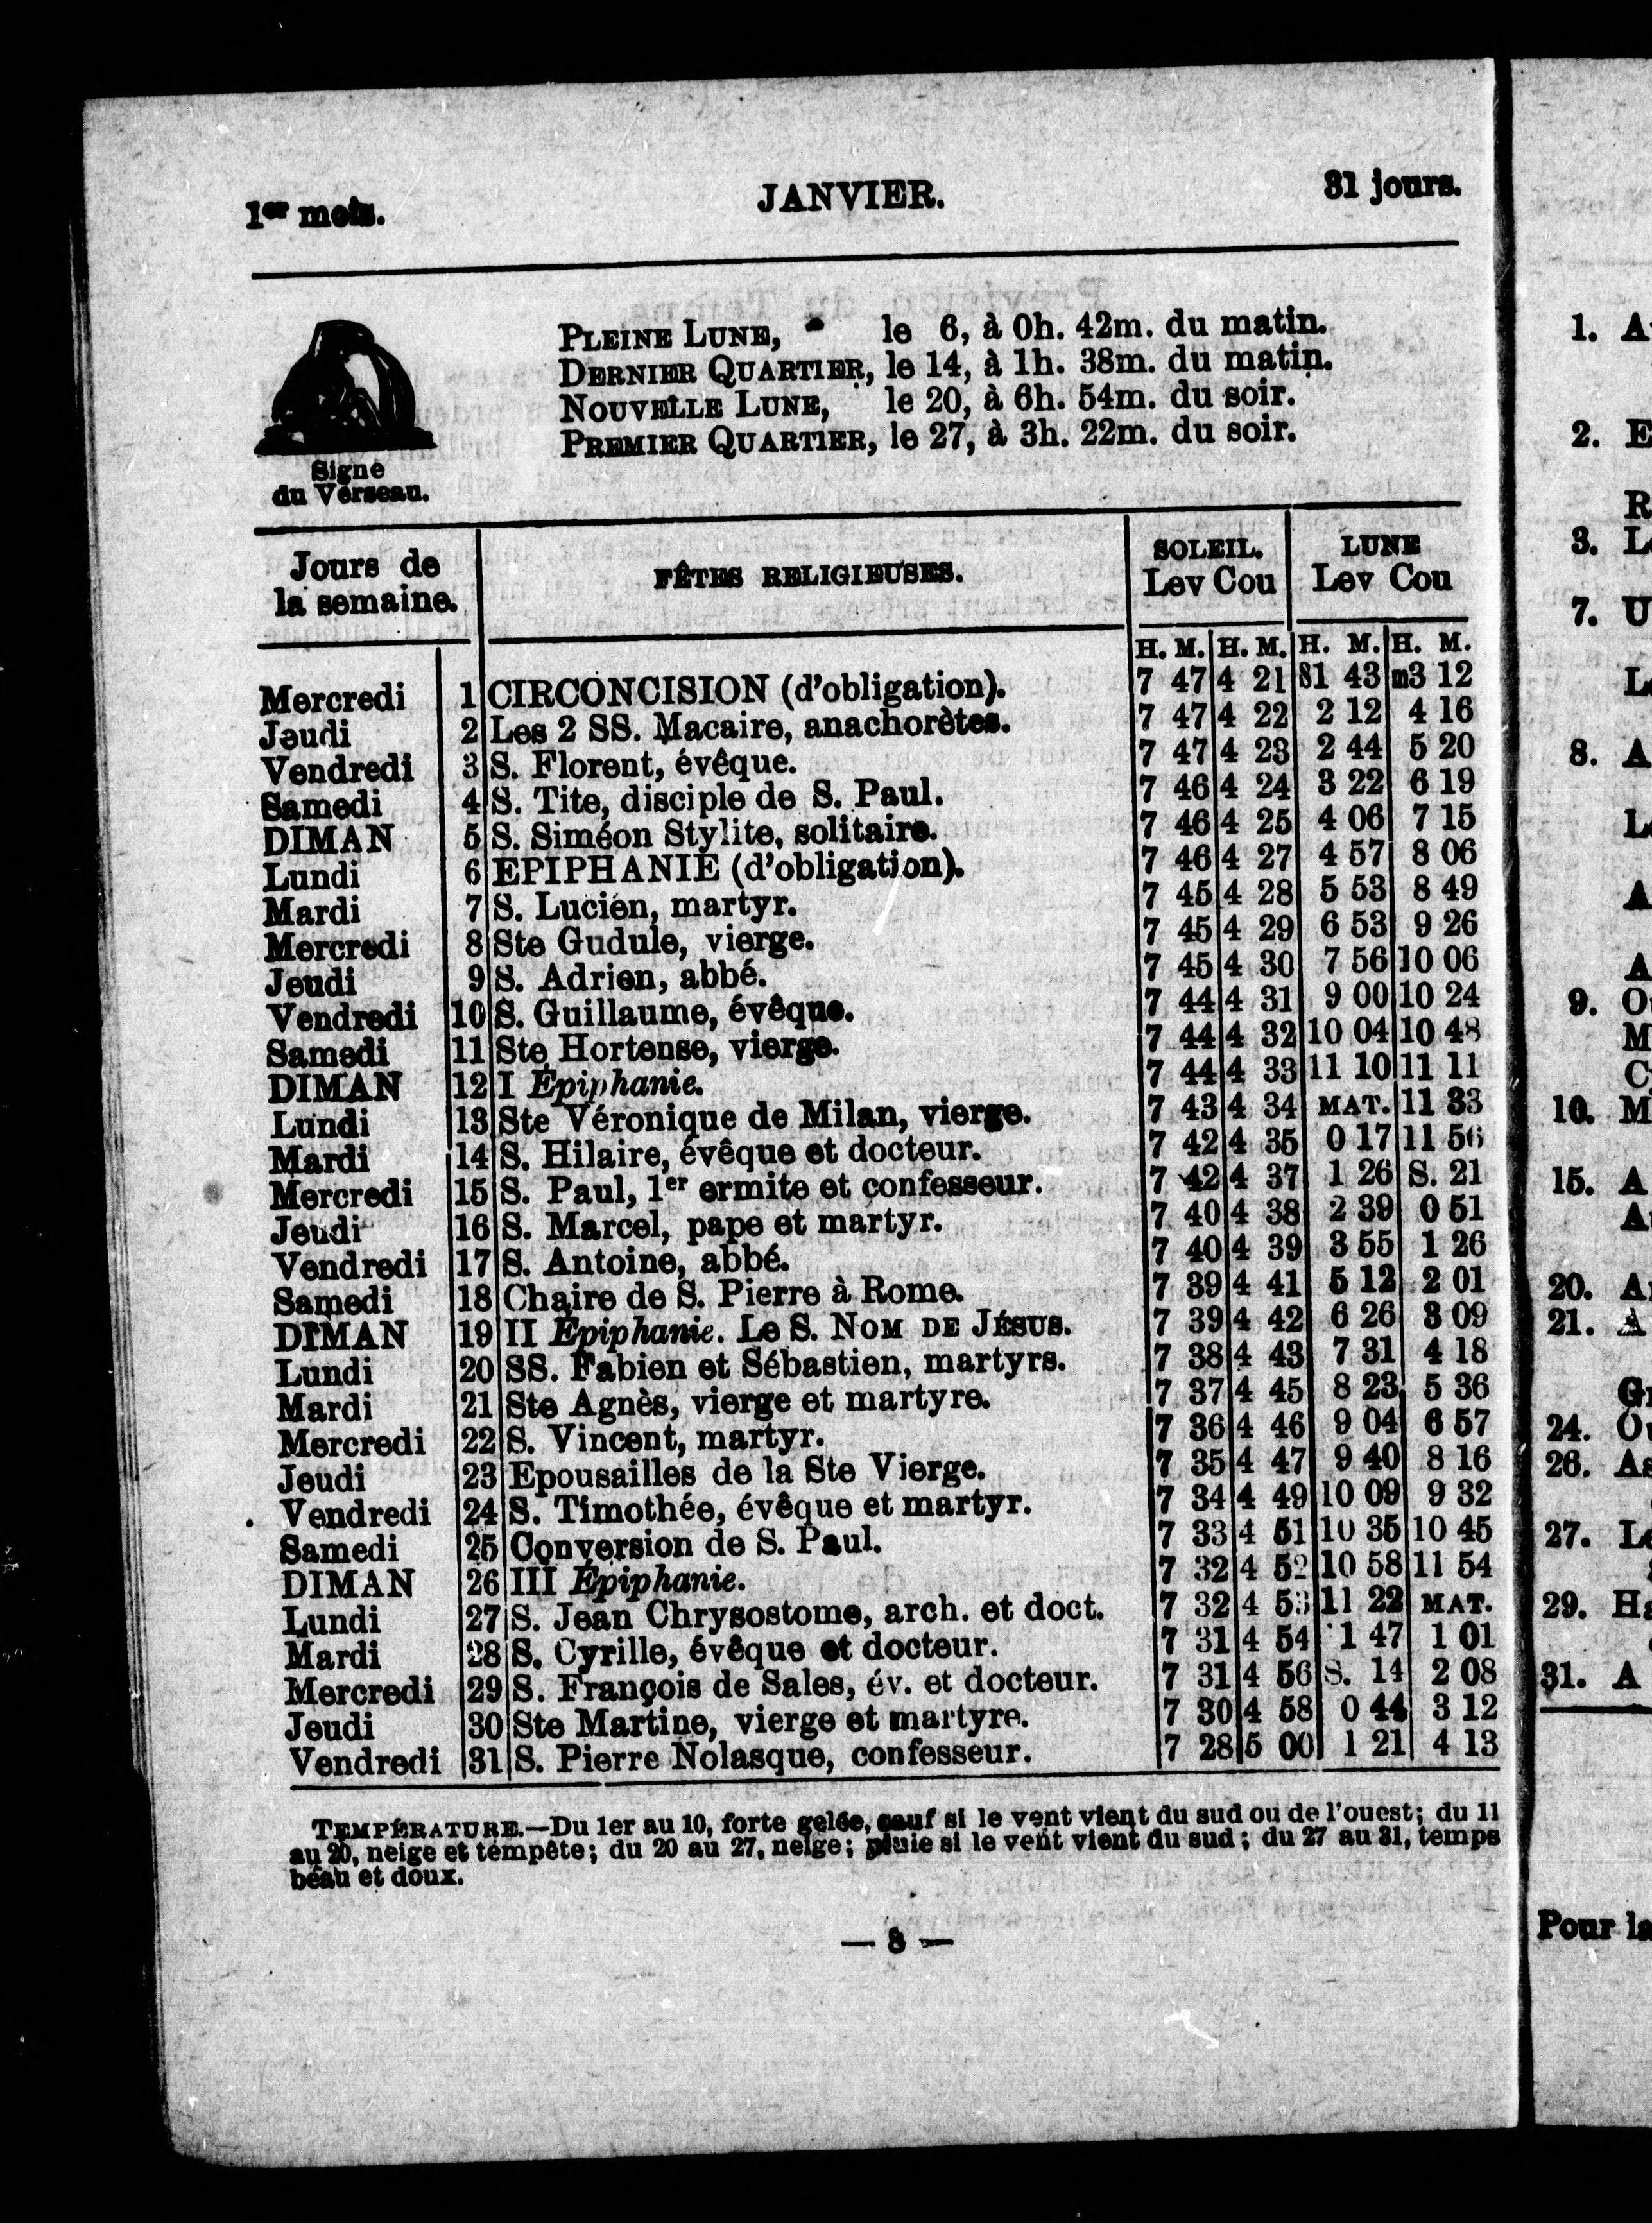 1er mois. JANVIER. 31 jours.
PLEINE LUNE, le 6, à 0h. 42m. du matin.
DERNIER QUARTIER, le 14, à 1h. 38m. du matin.
NOUVELLE LUNE, le 20, à 6h. 54m. du soir.
PREMIER QUARTIER, le 27, à 3h. 22m. du soir.
Signe
du Verseau.
Jours de la semaine. FÊTES RELIGIEUSES. SOLEIL. Lev Cou LUNE Lev Cou
H. M. H. M. H. M. H. M.
Mercredi 1 CIRCONCISION (d'obligation). 7 47 4 21 S1 43 m3 12
Jeudi 2 Les 2 SS. Macaire, anachorètes. 7 47 4 22 2 12 4 16
Vendredi 3 S. Florent, évêque. 7 47 4 23 2 44 5 20
Samedi 4 S. Tite, disciple de S. Paul. 7 46 4 24 3 22 6 19
DIMAN 5 S. Siméon Stylite, solitaire. 7 46 4 25 4 06 7 15
Lundi 6 EPIPHANIE (d'obligation). 7 46 4 27 4 57 8 06
Mardi 7 S. Lucien, martyr. 7 45 4 28 5 53 8 49
Mercredi 8 Ste Gudule, vierge. 7 45 4 29 6 53 9 26
Jeudi 9 S. Adrien, abbé. 7 45 4 30 7 56 10 06
Vendredi 10 S. Guillaume, évêque. 7 44 4 31 9 00 10 24
Samedi 11 Ste Hortense, vierge. 7 44 4 32 10 04 10 48
DIMAN 12 I Épiphanie. 7 44 4 33 11 10 11 11
Lundi 13 Ste Véronique de Milan, vierge. 7 43 4 34 MAT. 11 33
Mardi 14 S. Hilaire, évêque et docteur. 7 42 4 35 0 17 11 56
Mercredi 15 S. Paul, 1er ermite et confesseur. 7 42 4 37 1 26 S. 21
Jeudi 16 S. Marcel, pape et martyr. 7 40 4 38 2 39 0 51
Vendredi 17 S. Antoine, abbé. 7 40 4 39 3 55 1 26
Samedi 18 Chaire de S. Pierre à Rome. 7 39 4 41 5 12 2 01
DIMAN 19 II Épiphanie. Le S. NOM DE JÉSUS. 7 39 4 42 6 26 3 09
Lundi 20 SS. Fabien et Sébastien, martyrs. 7 38 4 43 7 31 4 18
Mardi 21 Ste Agnès, vierge et martyre. 7 37 4 45 8 23 5 36
Mercredi 22 S. Vincent, martyr. 7 36 4 46 9 04 6 57
Jeudi 23 Epousailles de la Ste Vierge. 7 35 4 47 9 40 8 16
Vendredi 24 S. Timothée, évêque et martyr. 7 34 4 49 10 09 9 32
Samedi 25 Conversion de S. Paul. 7 33 4 51 10 35 10 45
DIMAN 26 III Épiphanie. 7 32 4 52 10 58 11 54
Lundi 27 S. Jean Chrysostome, arch. et doct. 7 32 4 53 11 22 MAT.
Mardi 28 S. Cyrille, évêque et docteur. 7 31 4 54 1 47 1 01
Mercredi 29 S. François de Sales, év. et docteur. 7 31 4 56 S. 14 2 08
Jeudi 30 Ste Martine, vierge et martyre. 7 30 4 58 0 44 3 12
Vendredi 31 S. Pierre Nolasque, confesseur. 7 28 5 00 1 21 4 13
TEMPÉRATURE.—Du 1er au 10, forte gelée, sauf si le vent vient du sud ou de l'ouest; du 11
au 20, neige et tempête; du 20 au 27, neige; pluie si le vent vient du sud; du 27 au 31, temps
beau et doux.
— 8 —
1. A
2. E
R
3. L
7. U
L
8. A
L
A
A
9. O
M
C
10. M
15. A
A
20. A
21. A
G
24. O
26. As
27. L
29. H
31. A
Pour la